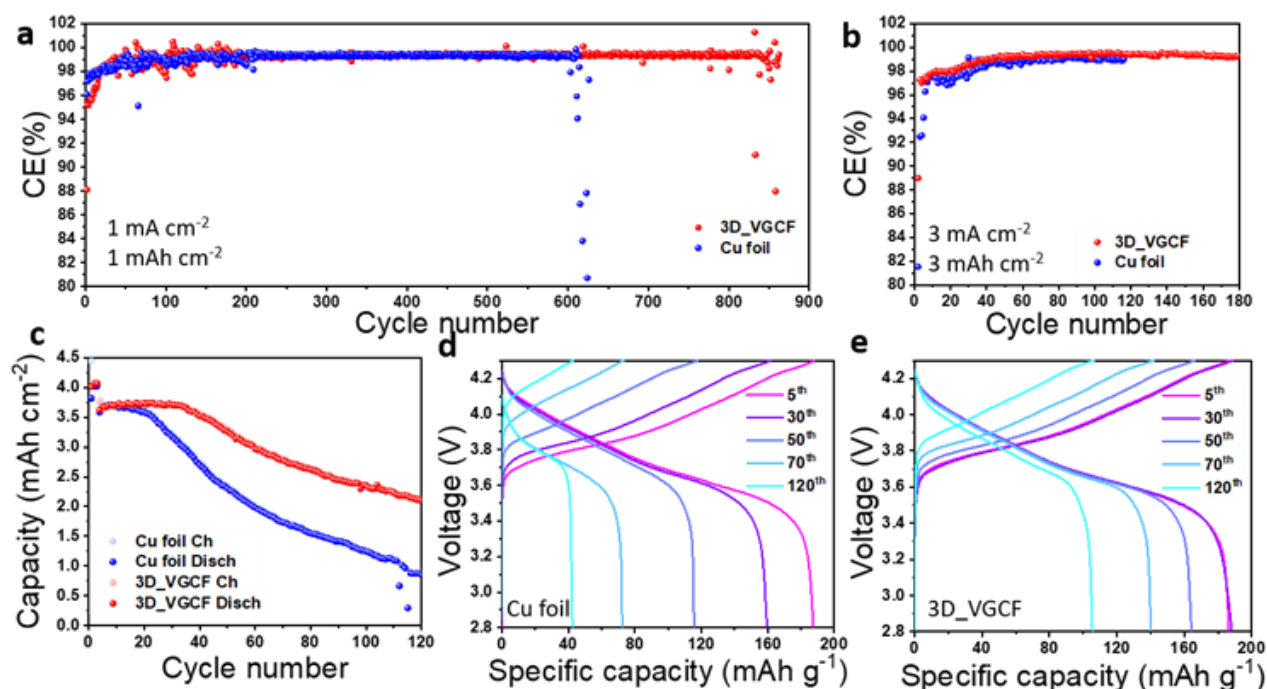 a
100
98
96
94
92
90
88
86
84
82
80
CE(%)
1 mA cm-2
1 mAh cm-2
3D_VGCF
Cu foil
0 100 200 300 400 500 600 700 800 900
Cycle number
b
102
100
98
96
94
92
90
88
86
84
82
80
CE(%)
3 mA cm-2
3 mAh cm-2
3D_VGCF
Cu foil
0 20 40 60 80 100 120 140 160 180
Cycle number
c
4.5
4.0
3.5
3.0
2.5
2.0
1.5
1.0
0.5
0.0
Capacity (mAh cm-2)
Cu foil Ch
Cu foil Disch
3D_VGCF Ch
3D_VGCF Disch
0 20 40 60 80 100 120
Cycle number
d
4.2
4.0
3.8
3.6
3.4
3.2
3.0
2.8
Voltage (V)
5th
30th
50th
70th
120th
Cu foil
0 40 80 120 160 200
Specific capacity (mAh g-1)
e
4.2
4.0
3.8
3.6
3.4
3.2
3.0
2.8
Voltage (V)
5th
30th
50th
70th
120th
3D_VGCF
0 40 80 120 160 200
Specific capacity (mAh g-1)